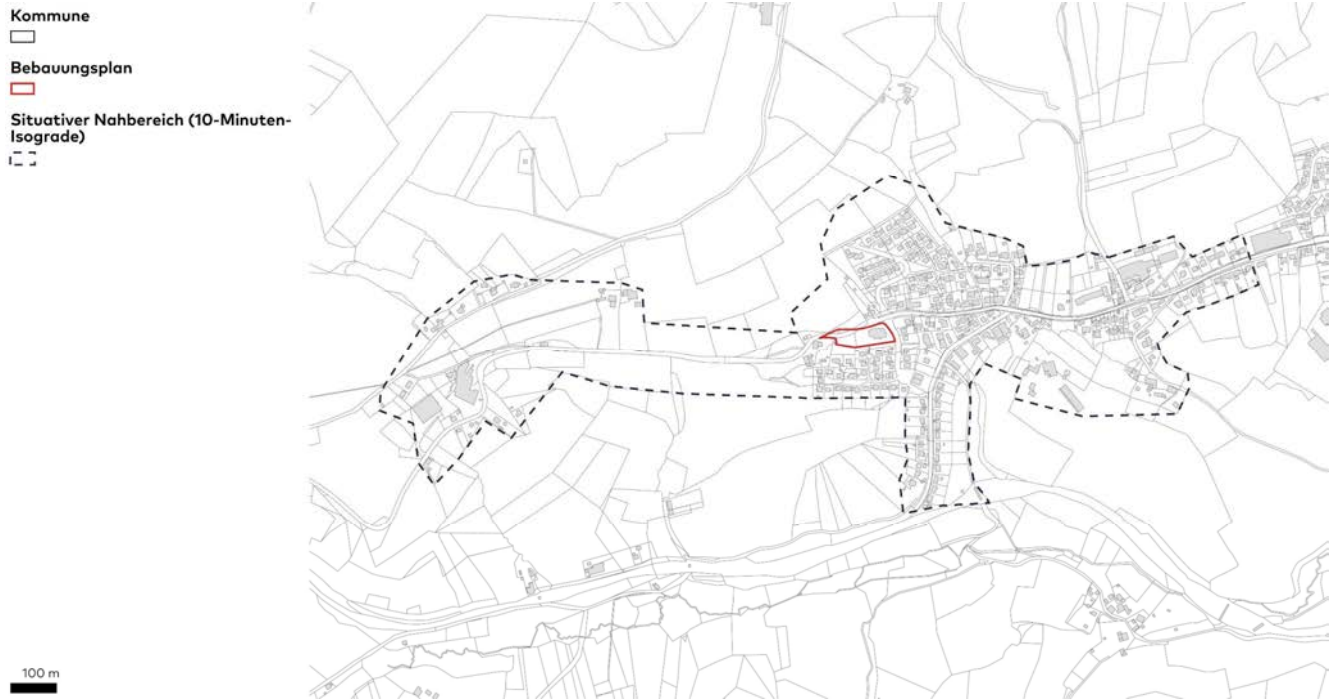 Kommune
Bebauungsplan
Situativer Nahbereich (10-Minuten-
Isograde)
100 m